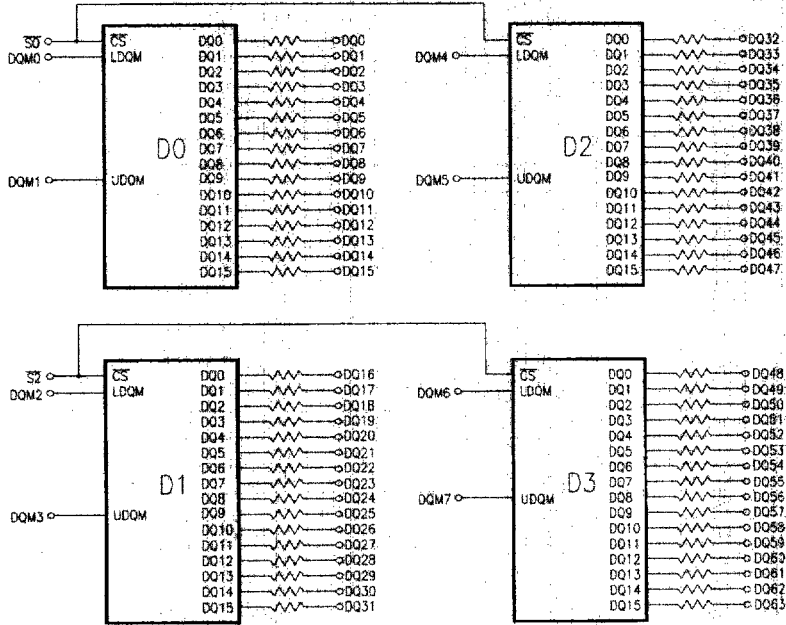 S0 CS DQ0 DQ0
DQM0 LDQM DQ1 DQ1
DQ2 DQ2
DQ3 DQ3
DQ4 DQ4
DQ5 DQ5
DQ6 DQ6
D0 DQ7 DQ7
DQ8 DQ8
DQM1 UDQM DQ9 DQ9
DQ10 DQ10
DQ11 DQ11
DQ12 DQ12
DQ13 DQ13
DQ14 DQ14
DQ15 DQ15
CS DQ0 DQ32
DQM4 LDQM DQ1 DQ33
DQ2 DQ34
DQ3 DQ35
DQ4 DQ36
DQ5 DQ37
DQ6 DQ38
D2 DQ7 DQ39
DQ8 DQ40
DQM5 UDQM DQ9 DQ41
DQ10 DQ42
DQ11 DQ43
DQ12 DQ44
DQ13 DQ45
DQ14 DQ46
DQ15 DQ47
S2 CS DQ0 DQ16
DQM2 LDQM DQ1 DQ17
DQ2 DQ18
DQ3 DQ19
DQ4 DQ20
DQ5 DQ21
DQ6 DQ22
D1 DQ7 DQ23
DQ8 DQ24
DQM3 UDQM DQ9 DQ25
DQ10 DQ26
DQ11 DQ27
DQ12 DQ28
DQ13 DQ29
DQ14 DQ30
DQ15 DQ31
CS DQ0 DQ48
DQM6 UDQM DQ1 DQ49
DQ2 DQ50
DQ3 DQ51
DQ4 DQ52
DQ5 DQ53
DQ6 DQ54
D3 DQ7 DQ55
DQ8 DQ56
DQM7 UDQM DQ9 DQ57
DQ10 DQ58
DQ11 DQ59
DQ12 DQ60
DQ13 DQ61
DQ14 DQ62
DQ15 DQ63